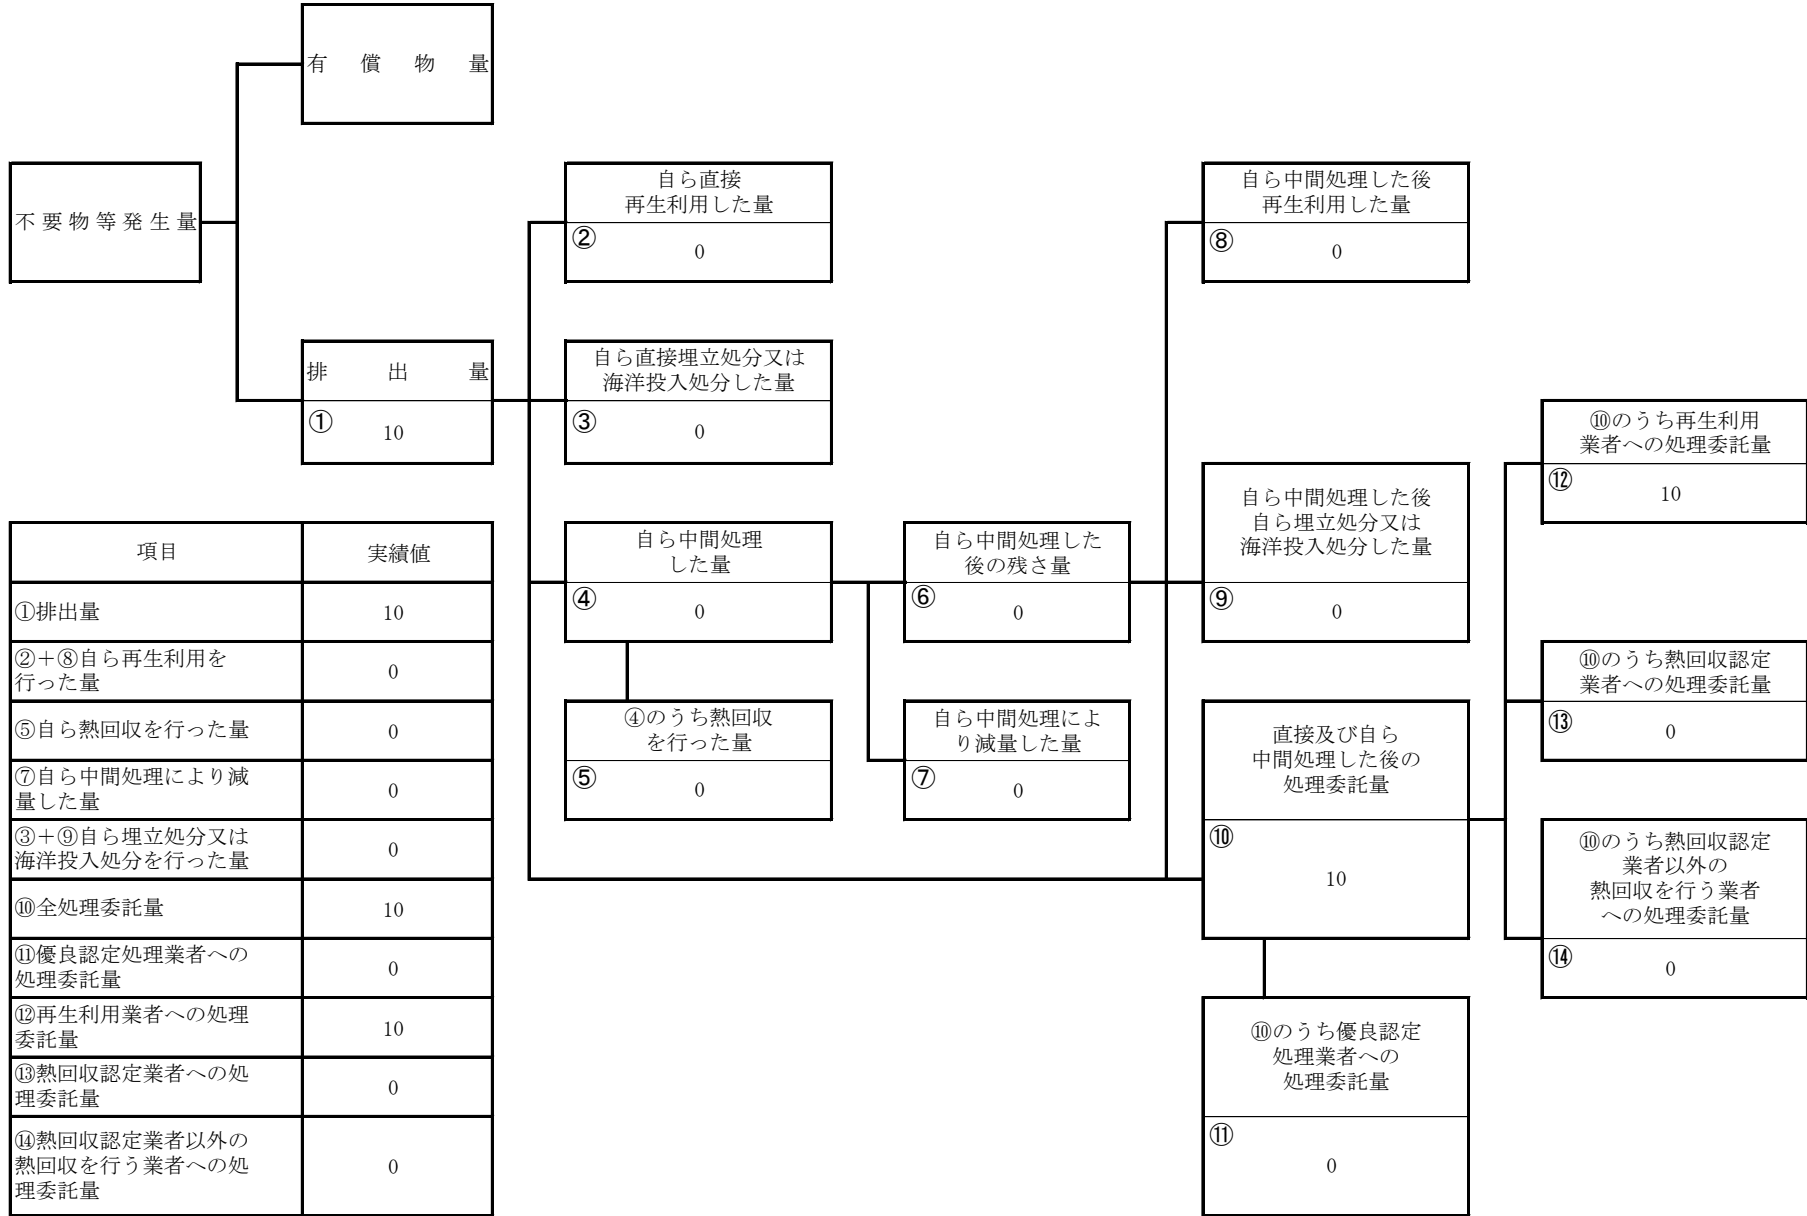 有償物量
不要物等発生量
自ら直接
再生利用した量
②
0
自ら中間処理した後
再生利用した量
⑧
0
排出量
①
10
自ら直接埋立処分又は
海洋投入処分した量
③
0
⑩のうち再生利用
業者への処理委託量
⑫
10
自ら中間処理
した量
④
0
自ら中間処理した
後の残さ量
⑥
0
自ら中間処理した後
自ら埋立処分又は
海洋投入処分した量
⑨
0
⑩のうち熱回収認定
業者への処理委託量
⑬
0
④のうち熱回収
を行った量
⑤
0
自ら中間処理によ
り減量した量
⑦
0
直接及び自ら
中間処理した後の
処理委託量
⑩
10
⑩のうち熱回収認定
業者以外の
熱回収を行う業者
への処理委託量
⑭
0
⑩のうち優良認定
処理業者への
処理委託量
⑪
0
項目 実績値
①排出量 10
②+⑧自ら再生利用を
行った量
0
⑤自ら熱回収を行った量 0
⑦自ら中間処理により減
量した量
0
③+⑨自ら埋立処分又は
海洋投入処分を行った量
0
⑩全処理委託量 10
⑪優良認定処理業者への
処理委託量
0
⑫再生利用業者への処理
委託量
10
⑬熱回収認定業者への処
理委託量
0
⑭熱回収認定業者以外の
熱回収を行う業者への処
理委託量
0